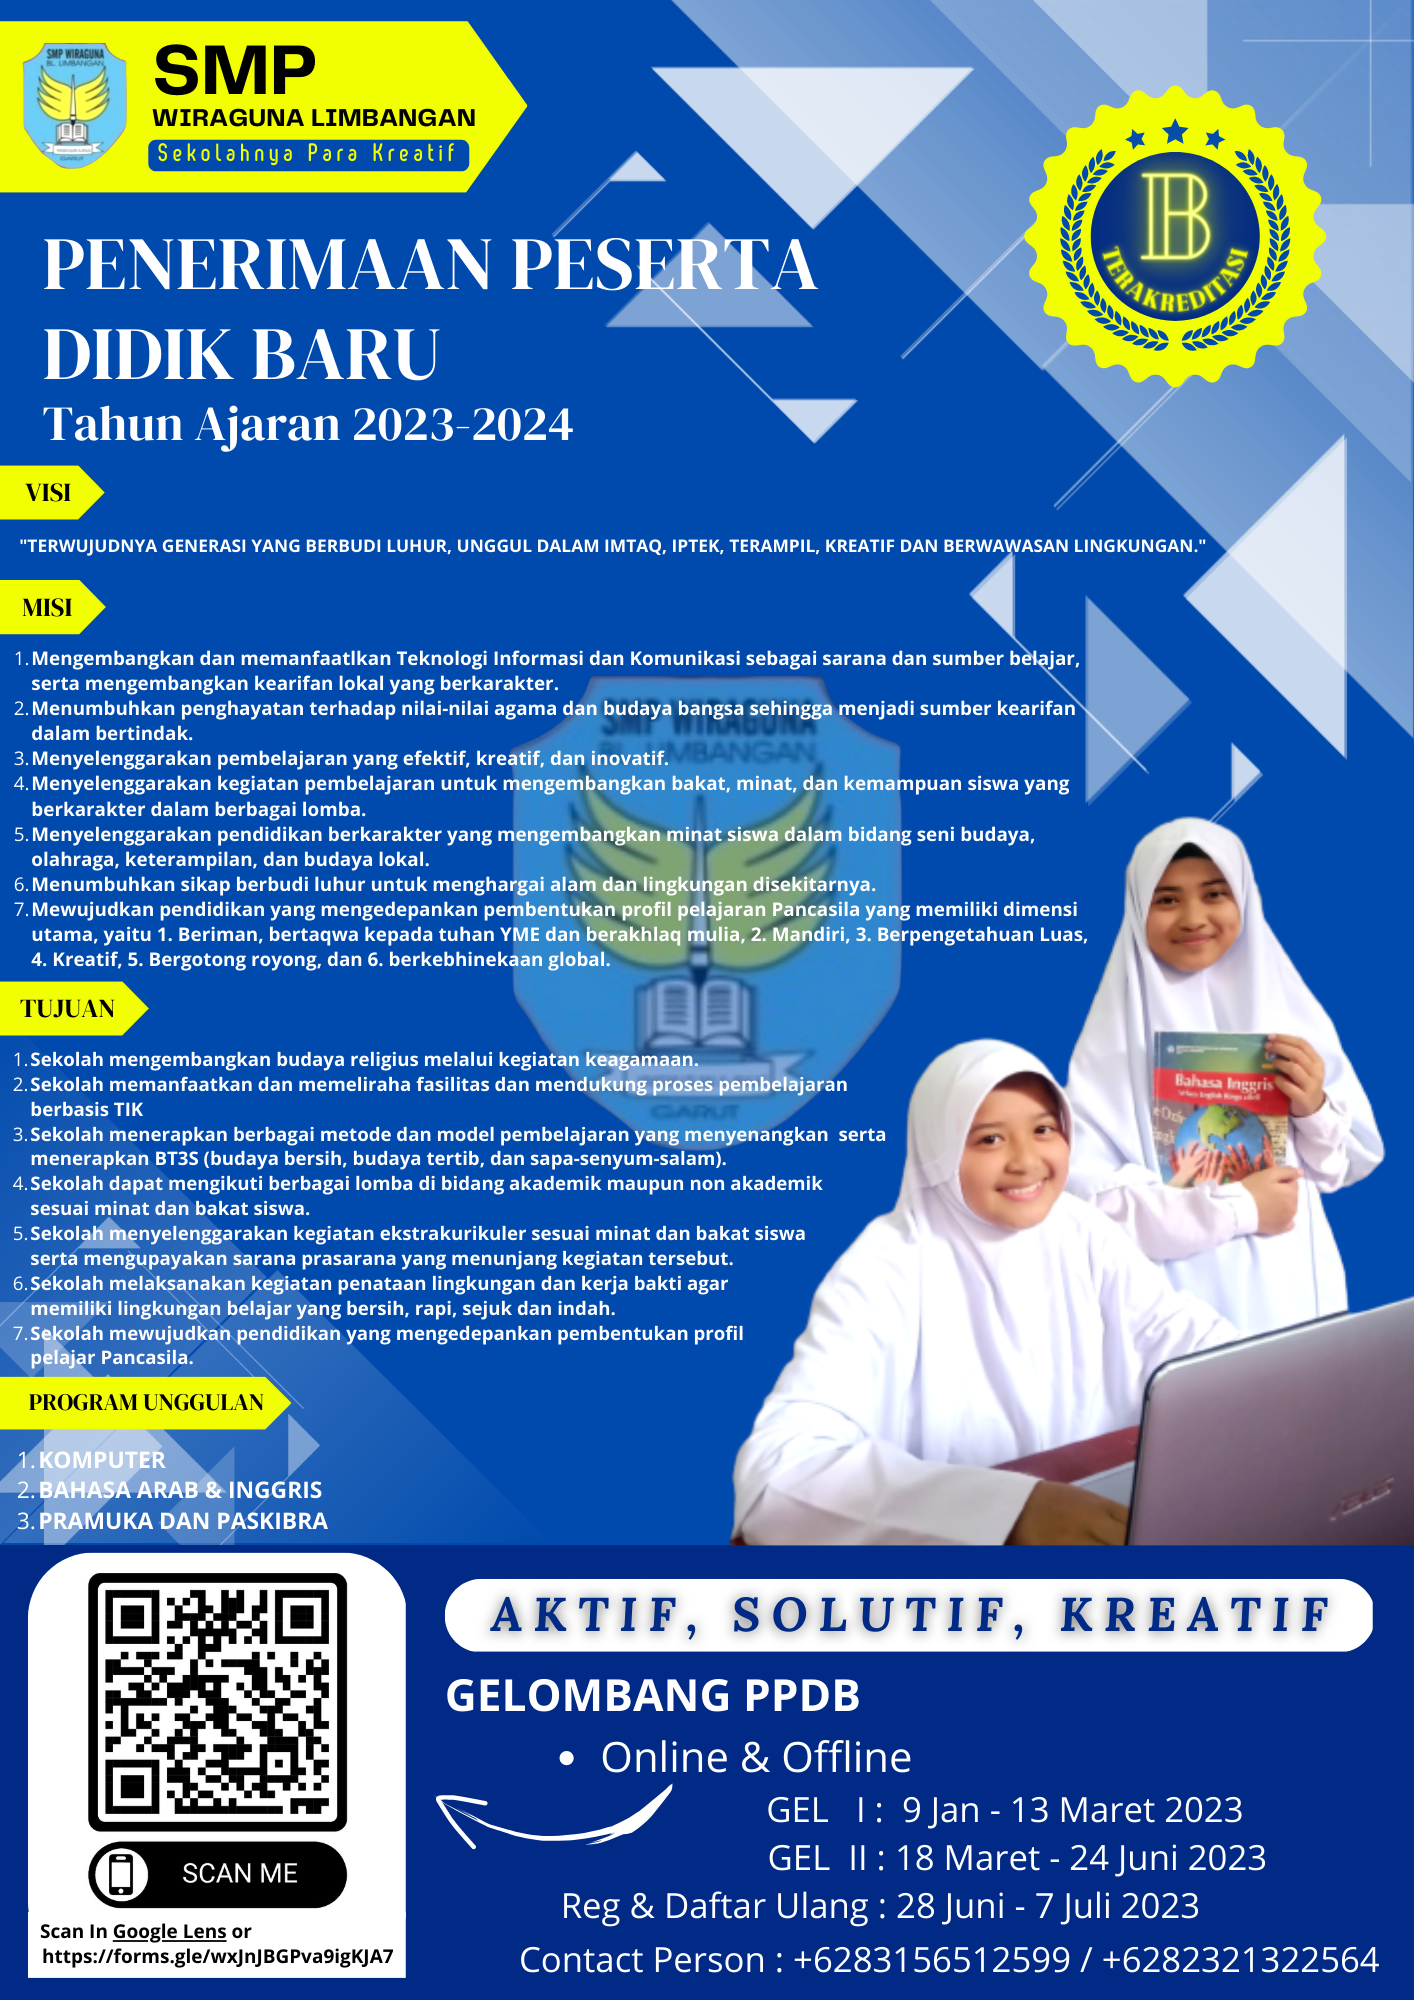 SMP WIRAGUNA
BL. LIMBANGAN
GARUT
SMP
WIRAGUNA LIMBANGAN
Sekolahnya Para Kreatif
B
TERAKREDITASI
PENERIMAAN PESERTA
DIDIK BARU
Tahun Ajaran 2023-2024
VISI
"TERWUJUDNYA GENERASI YANG BERBUDI LUHUR, UNGGUL DALAM IMTAQ, IPTEK, TERAMPIL, KREATIF DAN BERWAWASAN LINGKUNGAN."
MISI
1. Mengembangkan dan memanfaatlkan Teknologi Informasi dan Komunikasi sebagai sarana dan sumber belajar,
serta mengembangkan kearifan lokal yang berkarakter.
2. Menumbuhkan penghayatan terhadap nilai-nilai agama dan budaya bangsa sehingga menjadi sumber kearifan
dalam bertindak.
3. Menyelenggarakan pembelajaran yang efektif, kreatif, dan inovatif.
4. Menyelenggarakan kegiatan pembelajaran untuk mengembangkan bakat, minat, dan kemampuan siswa yang
berkarakter dalam berbagai lomba.
5. Menyelenggarakan pendidikan berkarakter yang mengembangkan minat siswa dalam bidang seni budaya,
olahraga, keterampilan, dan budaya lokal.
6. Menumbuhkan sikap berbudi luhur untuk menghargai alam dan lingkungan disekitarnya.
7. Mewujudkan pendidikan yang mengedepankan pembentukan profil pelajaran Pancasila yang memiliki dimensi
utama, yaitu 1. Beriman, bertaqwa kepada tuhan YME dan berakhlaq mulia, 2. Mandiri, 3. Berpengetahuan Luas,
4. Kreatif, 5. Bergotong royong, dan 6. berkebhinekaan global.
SMP WIRAGUNA
BL. LIMBANGAN
GARUT
TUJUAN
1. Sekolah mengembangkan budaya religius melalui kegiatan keagamaan.
2. Sekolah memanfaatkan dan memeliraha fasilitas dan mendukung proses pembelajaran
berbasis TIK
3. Sekolah menerapkan berbagai metode dan model pembelajaran yang menyenangkan serta
menerapkan BT3S (budaya bersih, budaya tertib, dan sapa-senyum-salam).
4. Sekolah dapat mengikuti berbagai lomba di bidang akademik maupun non akademik
sesuai minat dan bakat siswa.
5. Sekolah menyelenggarakan kegiatan ekstrakurikuler sesuai minat dan bakat siswa
serta mengupayakan sarana prasarana yang menunjang kegiatan tersebut.
6. Sekolah melaksanakan kegiatan penataan lingkungan dan kerja bakti agar
memiliki lingkungan belajar yang bersih, rapi, sejuk dan indah.
7. Sekolah mewujudkan pendidikan yang mengedepankan pembentukan profil
pelajar Pancasila.
Bahasa Inggris
ASUS
PROGRAM UNGGULAN
1. KOMPUTER
2. BAHASA ARAB & INGGRIS
3. PRAMUKA DAN PASKIBRA
SCAN ME
Scan In Google Lens or
https://forms.gle/wxJnJBGPva9igKJA7
AKTIF, SOLUTIF, KREATIF
GELOMBANG PPDB
• Online & Offline
GEL I : 9 Jan - 13 Maret 2023
GEL II : 18 Maret - 24 Juni 2023
Reg & Daftar Ulang : 28 Juni - 7 Juli 2023
Contact Person : +6283156512599 / +6282321322564